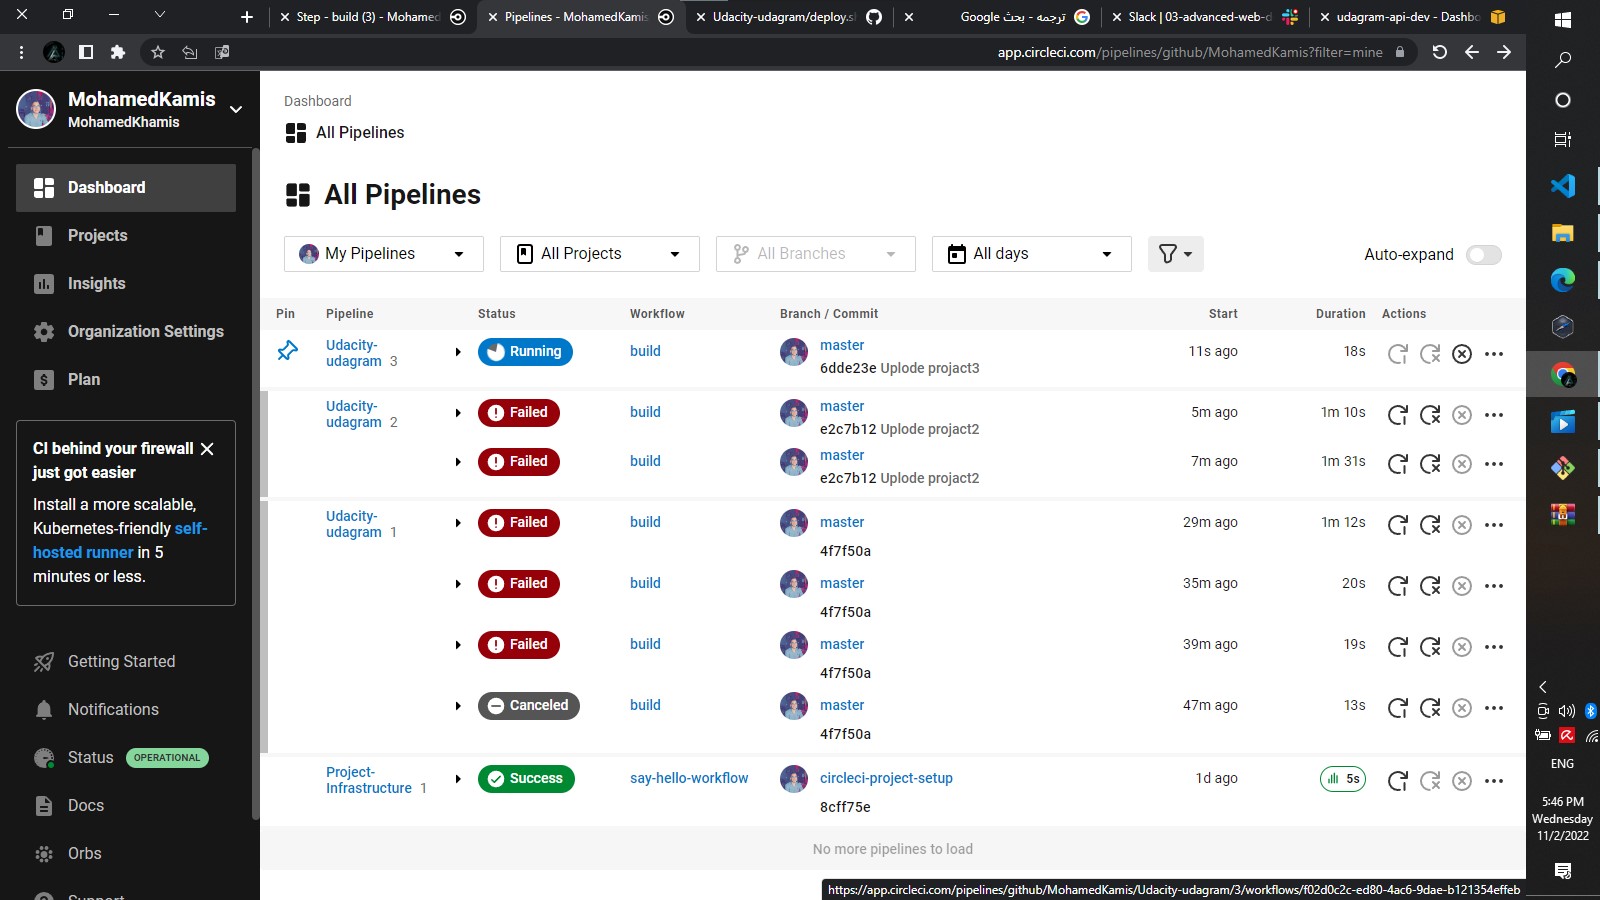 Step - build (3) - Mohamed
Pipelines - MohamedKamis
Udacity-udagram/deploy.sl
ترجمه - بحث Google
Slack | 03-advanced-web-d
udagram-api-dev - Dashbo
app.circleci.com/pipelines/github/MohamedKamis?filter=mine
MohamedKamis
MohamedKhamis
Dashboard
Projects
Insights
Organization Settings
Plan
CI behind your firewall
just got easier
Install a more scalable,
Kubernetes-friendly self-
hosted runner in 5
minutes or less.
Getting Started
Notifications
Status OPERATIONAL
Docs
Orbs
Support
Dashboard
All Pipelines
All Pipelines
My Pipelines
All Projects
All Branches
All days
Auto-expand
Pin Pipeline Status Workflow Branch / Commit Start Duration Actions
Udacity-
udagram 3
Running
build
master
6dde23e Uplode projact3
11s ago
18s
Udacity-
udagram 2
Failed
build
master
e2c7b12 Uplode projact2
5m ago
1m 10s
Failed
build
master
e2c7b12 Uplode projact2
7m ago
1m 31s
Udacity-
udagram 1
Failed
build
master
4f7f50a
29m ago
1m 12s
Failed
build
master
4f7f50a
35m ago
20s
Failed
build
master
4f7f50a
39m ago
19s
Canceled
build
master
4f7f50a
47m ago
13s
Project-
Infrastructure 1
Success
say-hello-workflow
circleci-project-setup
8cff75e
1d ago
5s
No more pipelines to load
https://app.circleci.com/pipelines/github/MohamedKamis/Udacity-udagram/3/workflows/f02d0c2c-ed80-4ac6-9dae-b121354effeb
ENG
5:46 PM
Wednesday
11/2/2022